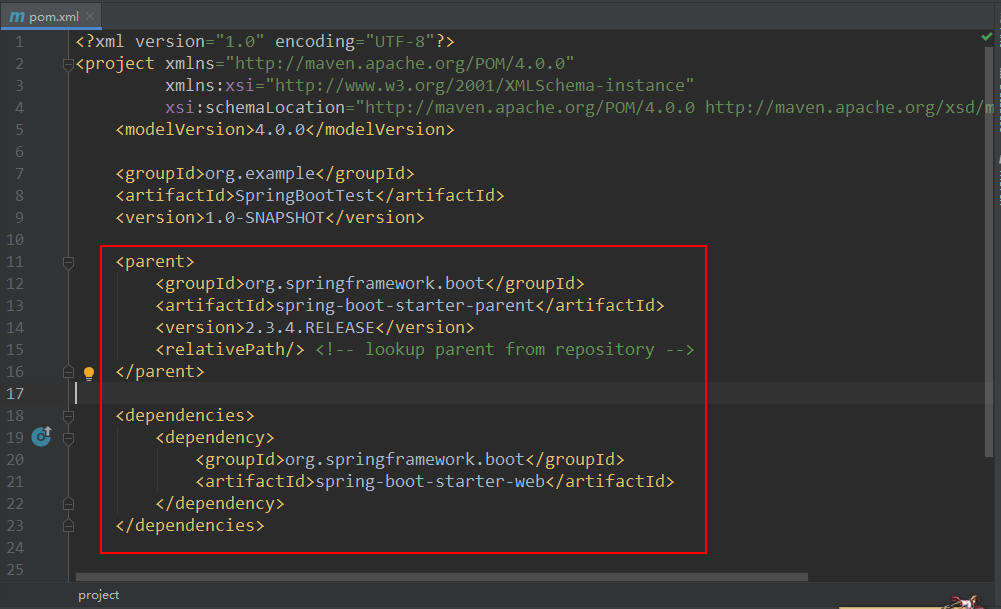 m pom.xml
1 <?xml version="1.0" encoding="UTF-8"?>
2 <project xmlns="http://maven.apache.org/POM/4.0.0"
3 xmlns:xsi="http://www.w3.org/2001/XMLSchema-instance"
4 xsi:schemaLocation="http://maven.apache.org/POM/4.0.0 http://maven.apache.org/xsd/m
5 <modelVersion>4.0.0</modelVersion>
6
7 <groupId>org.example</groupId>
8 <artifactId>SpringBootTest</artifactId>
9 <version>1.0-SNAPSHOT</version>
10
11 <parent>
12 <groupId>org.springframework.boot</groupId>
13 <artifactId>spring-boot-starter-parent</artifactId>
14 <version>2.3.4.RELEASE</version>
15 <relativePath/> <!-- lookup parent from repository -->
16 </parent>
17
18 <dependencies>
19 <dependency>
20 <groupId>org.springframework.boot</groupId>
21 <artifactId>spring-boot-starter-web</artifactId>
22 </dependency>
23 </dependencies>
24
25
project